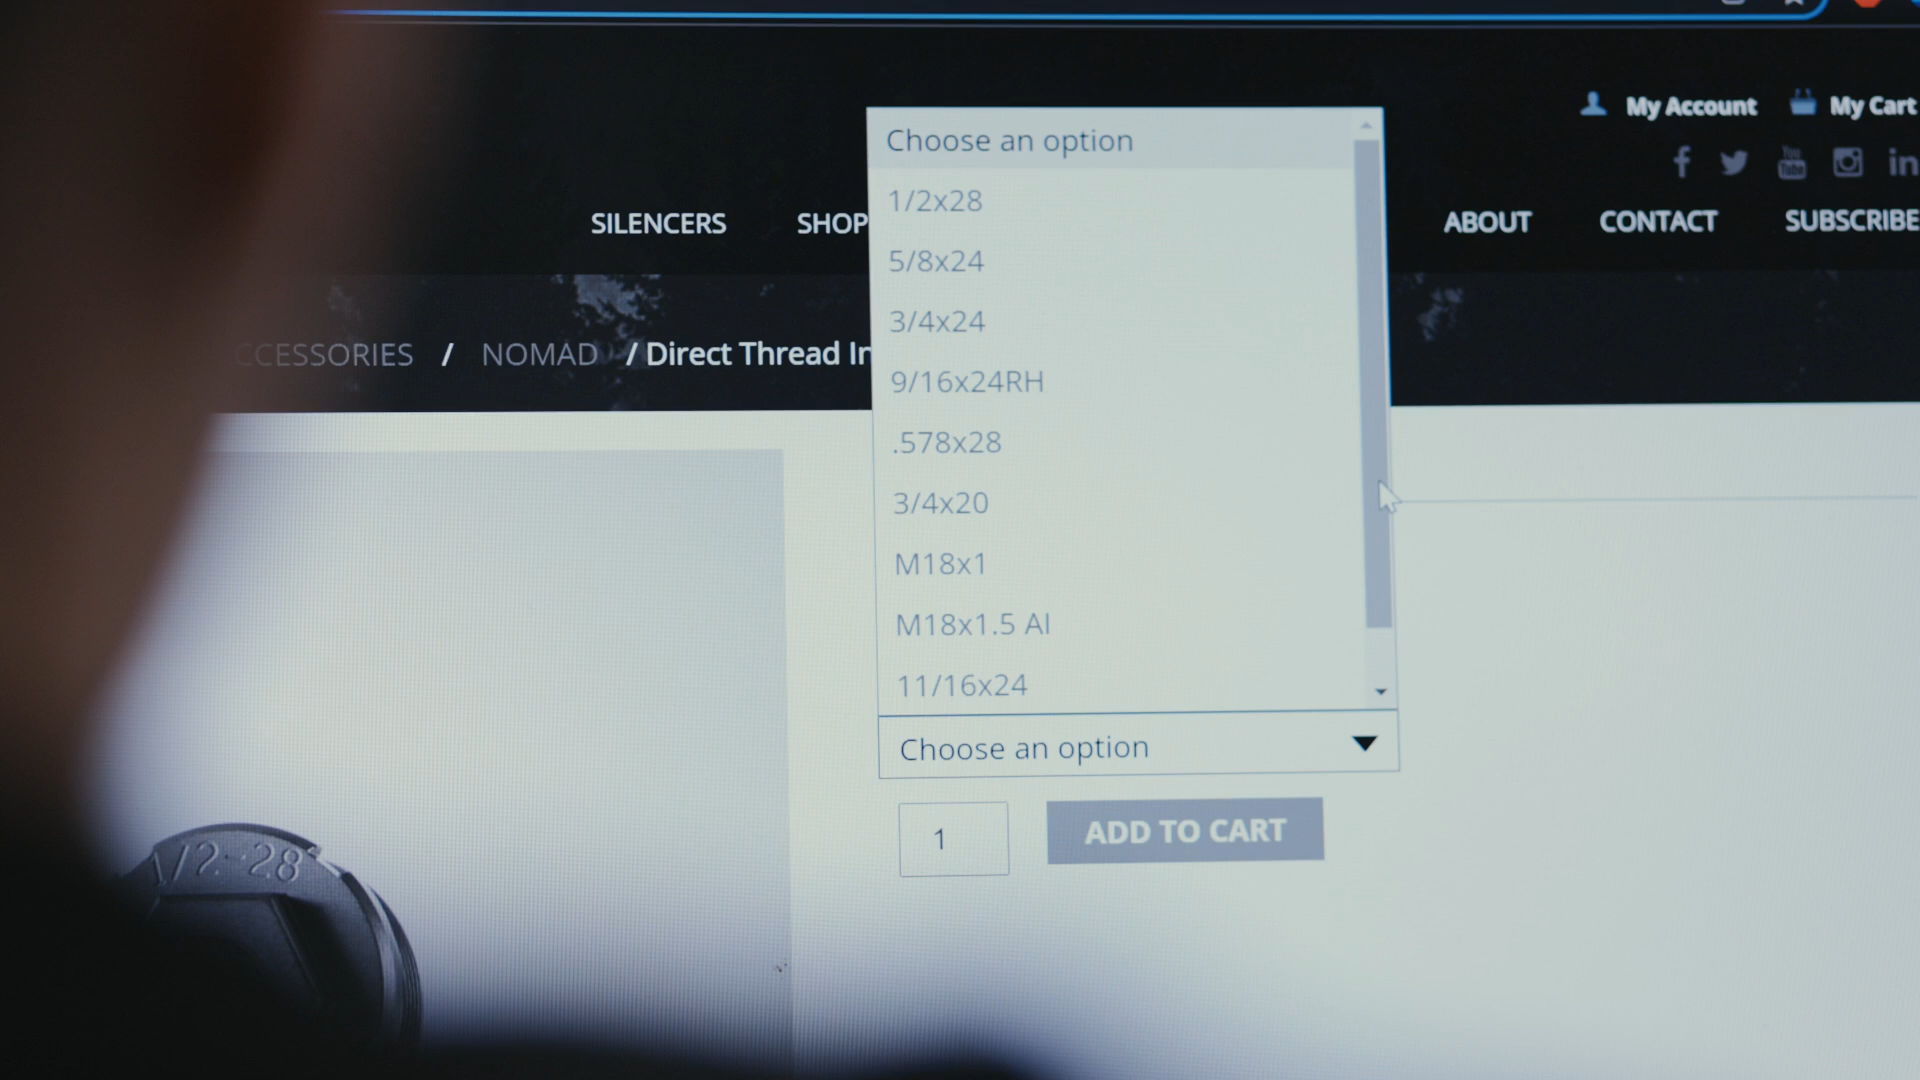 My Account
My Cart
SILENCERS
SHOP
ABOUT
CONTACT
SUBSCRIBE
CCESSORIES / NOMAD / Direct Thread In
Choose an option
1/2x28
5/8x24
3/4x24
9/16x24RH
.578x28
3/4x20
M18x1
M18x1.5 AI
11/16x24
Choose an option
1
ADD TO CART
1/2-28